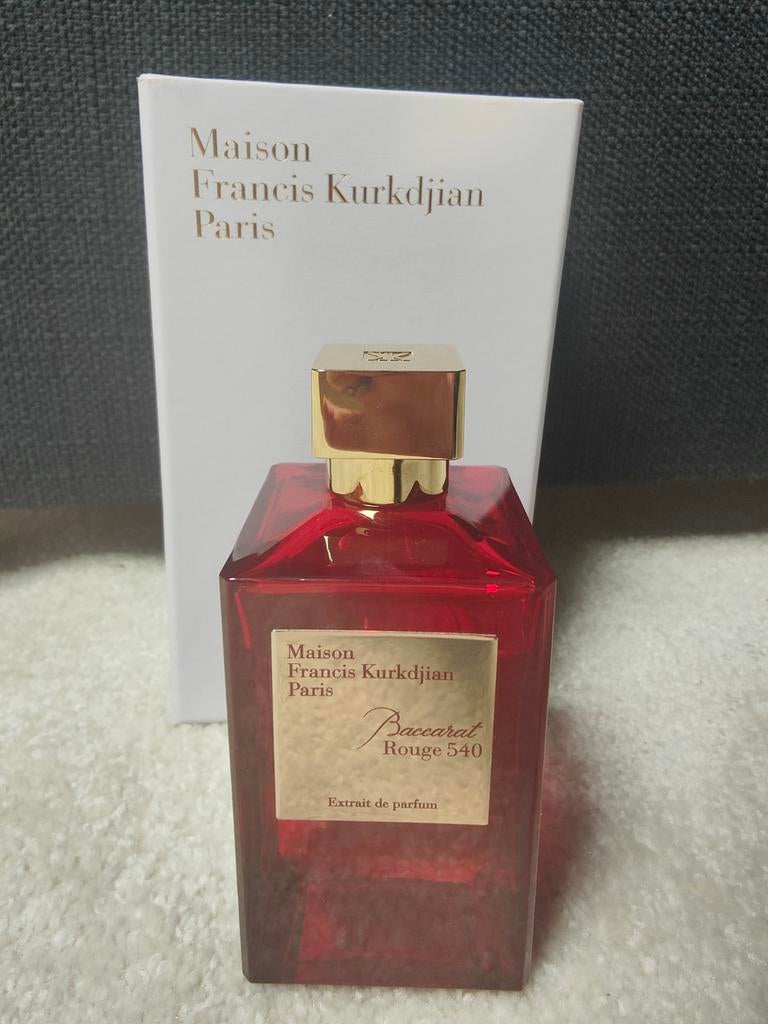 Maison
Francis Kurkdjian
Paris
Maison
Francis Kurkdjian
Paris
Baccarat
Rouge 540
Extrait de parfum